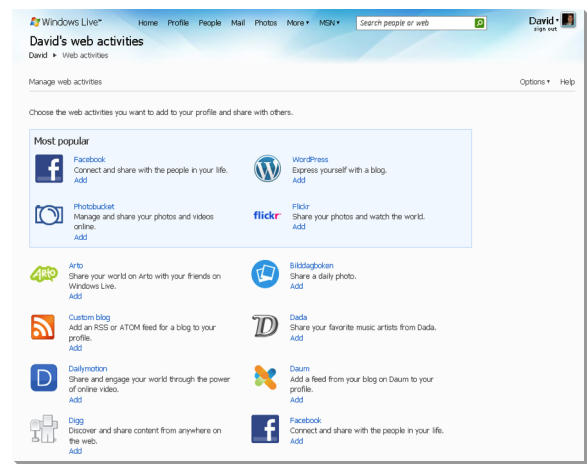 Windows Live™ Home Profile People Mail Photos More ▾ MSN ▾ Search people or web David ▾
sign out
David's web activities
David ▸ Web activities
Manage web activities Options ▾ Help
Choose the web activities you want to add to your profile and share with others.
Most popular
Facebook
Connect and share with the people in your life.
Add
WordPress
Express yourself with a blog.
Add
Photobucket
Manage and share your photos and videos
online.
Add
flickr
Flickr
Share your photos and watch the world.
Add
Arto
Arto
Share your world on Arto with your friends on
Windows Live.
Add
Bilddagboken
Share a daily photo.
Add
Custom blog
Add an RSS or ATOM feed for a blog to your
profile.
Add
D
Dada
Share your favorite music artists from Dada.
Add
D
Dailymotion
Share and engage your world through the power
of online video.
Add
Daum
Add a feed from your blog on Daum to your
profile.
Add
Digg
Discover and share content from anywhere on
the web.
Add
f
Facebook
Connect and share with the people in your life.
Add